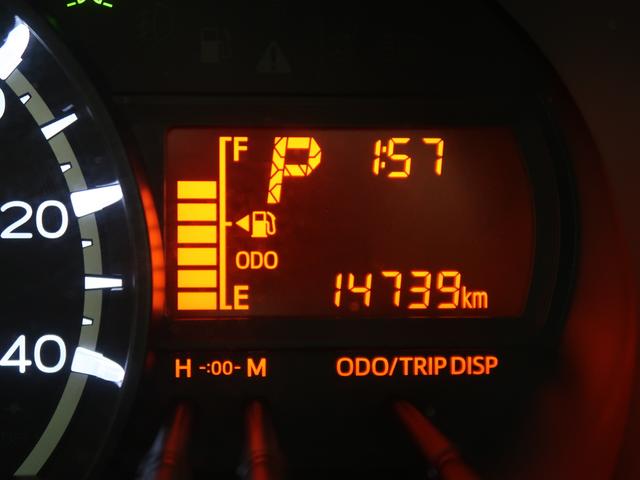 F P 1:57
20
ODO
E 14739km
40
H -:00- M ODO/TRIP DISP